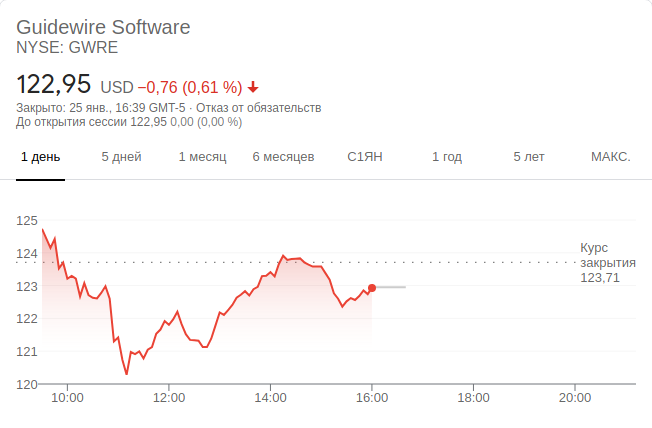 Guidewire Software
NYSE: GWRE
122,95 USD −0,76 (0,61 %)
Закрыто: 25 янв., 16:39 GMT-5 · Отказ от обязательств
До открытия сессии 122,95 0,00 (0,00 %)
1 день 5 дней 1 месяц 6 месяцев С1ЯН 1 год 5 лет МАКС.
125
124
123
122
121
120
Курс
закрытия
123,71
10:00 12:00 14:00 16:00 18:00 20:00